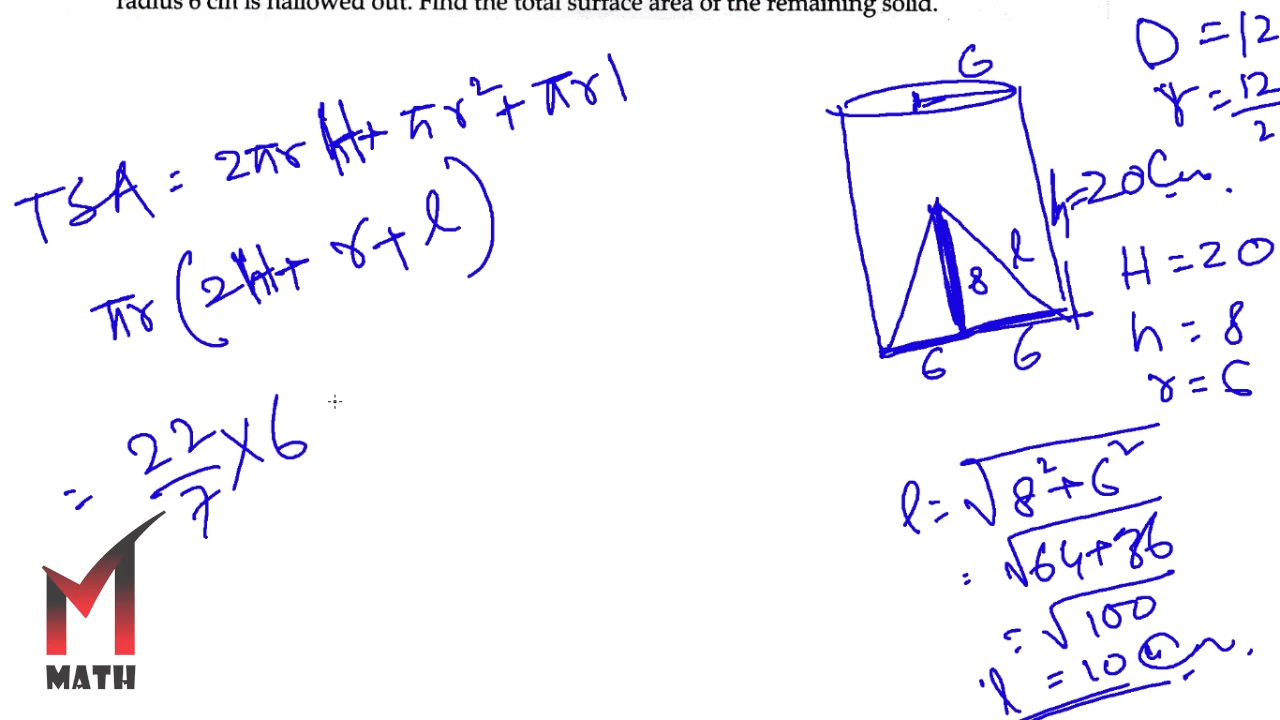 radius 6 cm is hallowed out. Find the total surface area of the remaining solid.
TSA = 2πr H + πr² + πrl
πr (2H + r + l)
= 22/7 × 6
6
h=20Cm.
l
8
6
6
D = 12
r = 12/2
H = 20
h = 8
r = 6
l = √8² + 6²
= √64+36
= √100
l = 10 Cm.
M
MATH